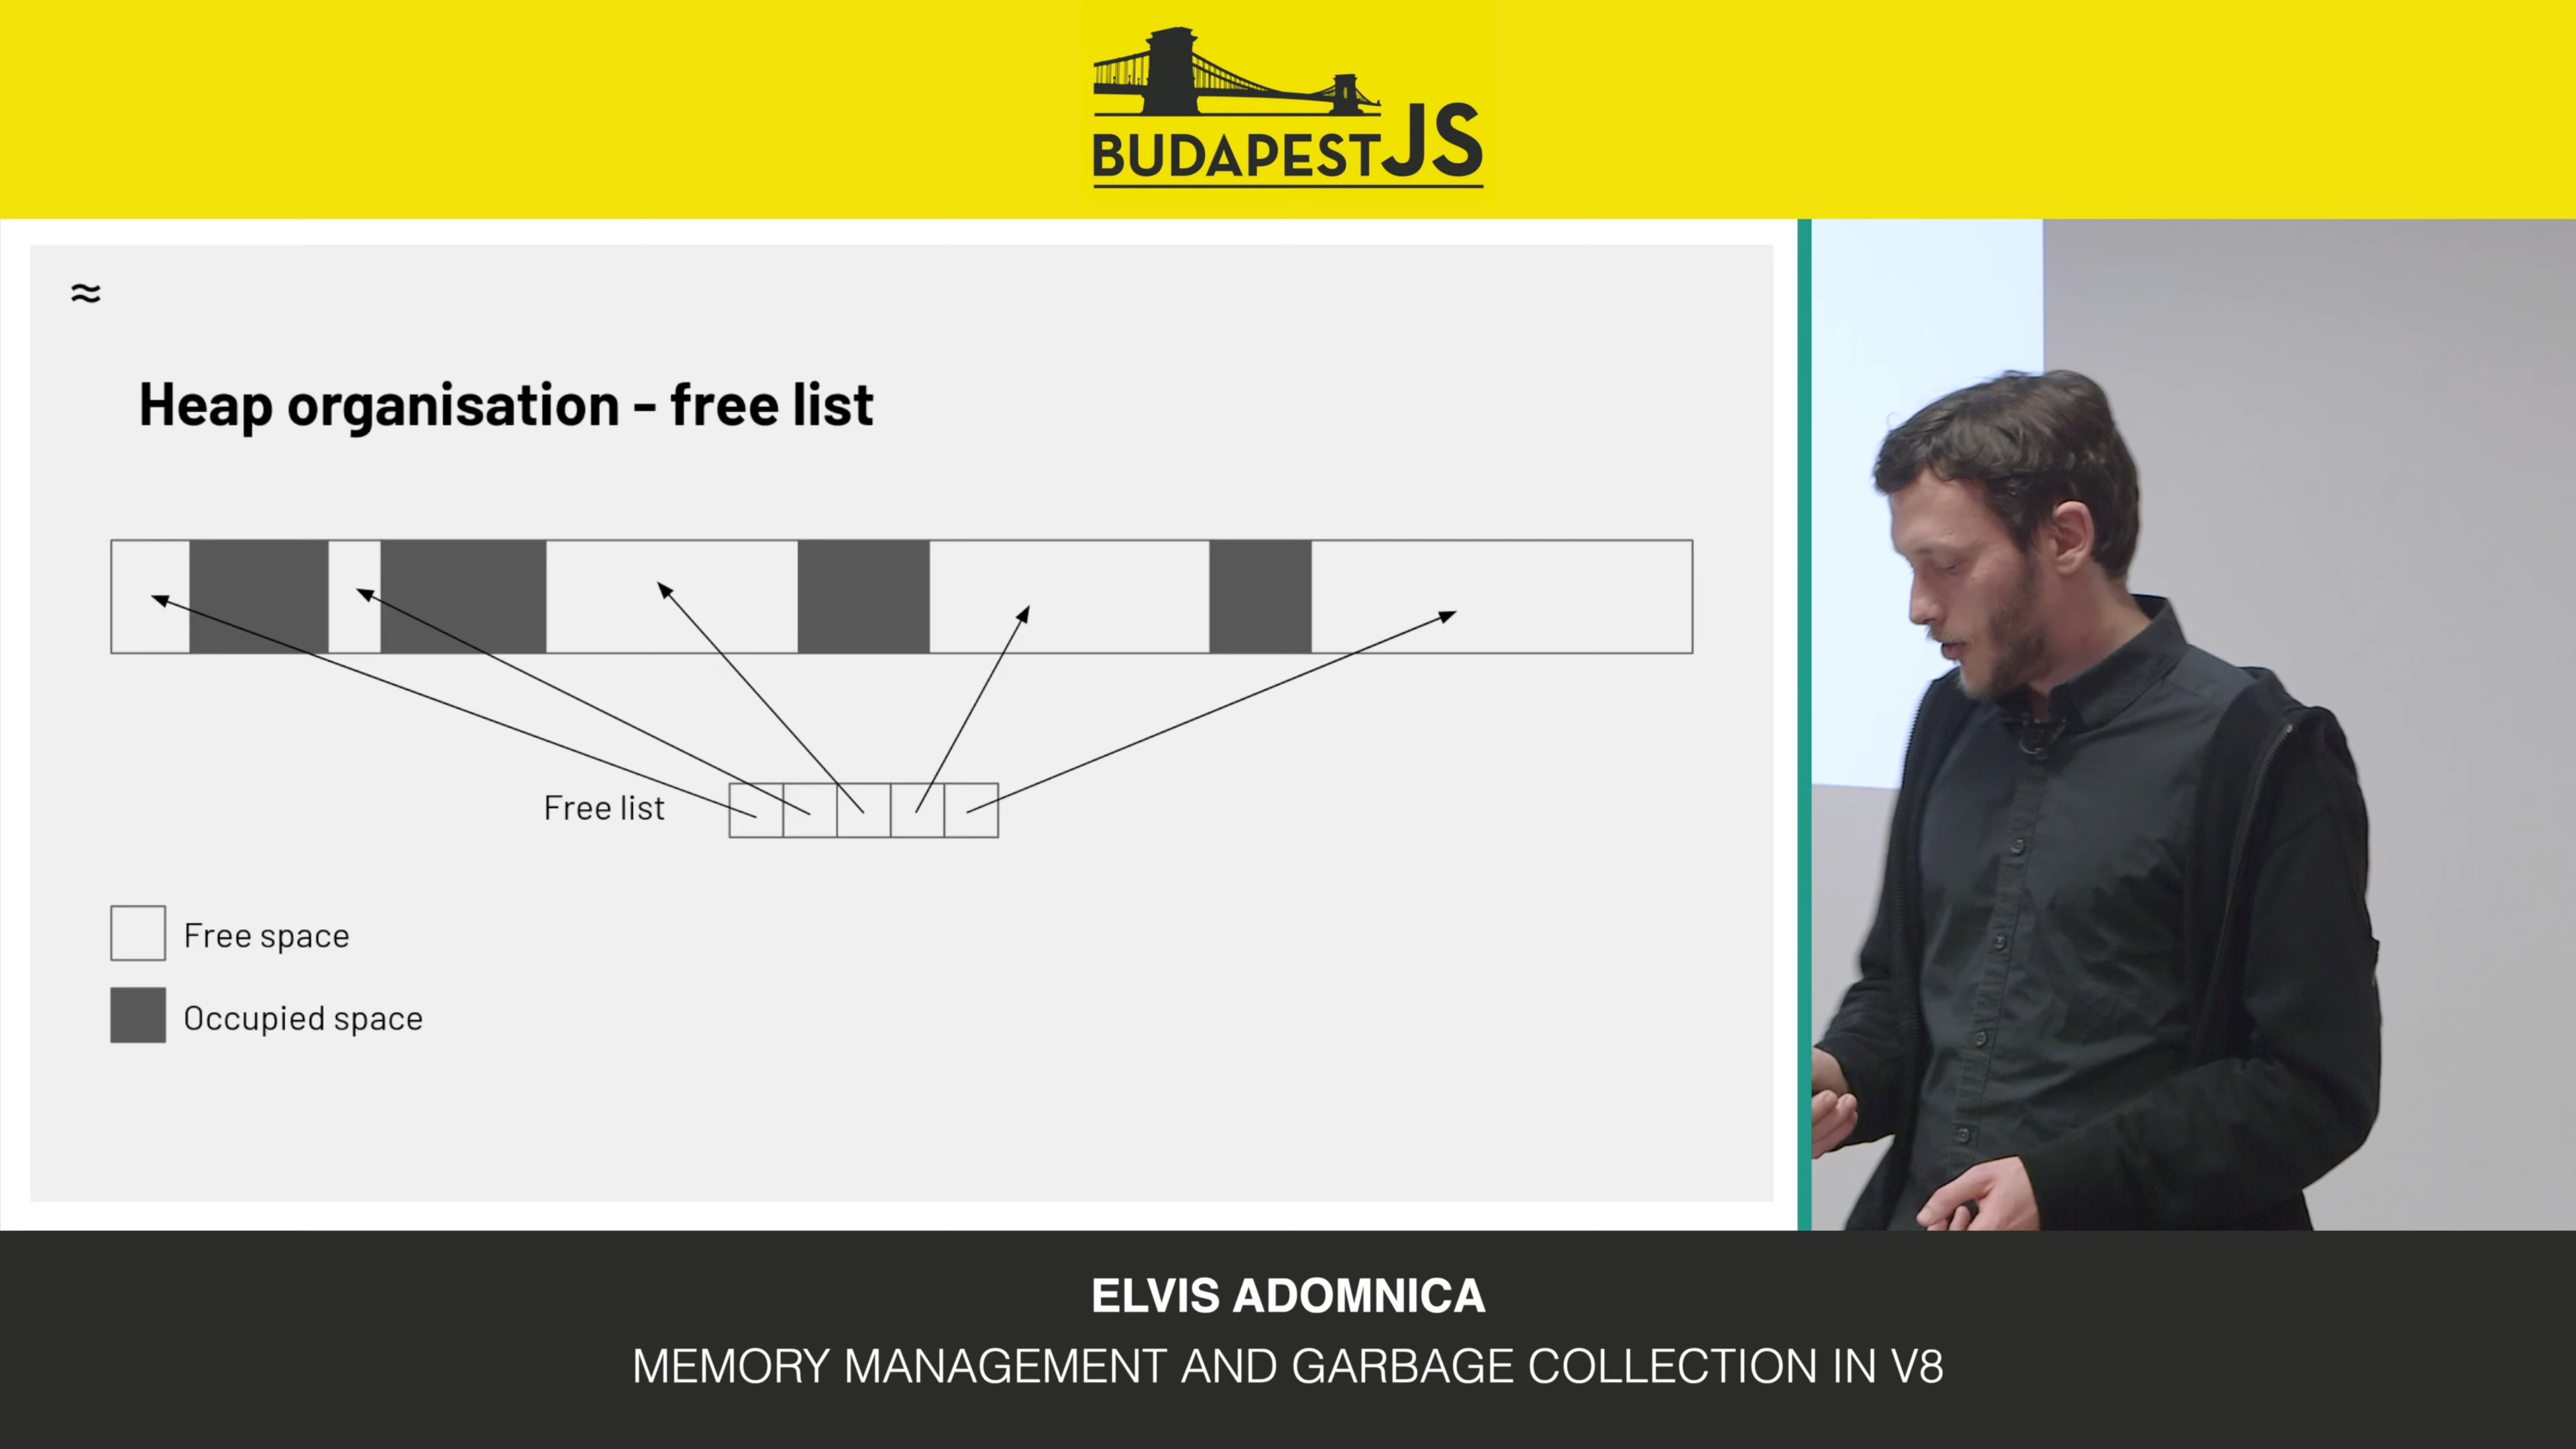 BUDAPESTJS
≈
Heap organisation - free list
Free list
Free space
Occupied space
ELVIS ADOMNICA
MEMORY MANAGEMENT AND GARBAGE COLLECTION IN V8